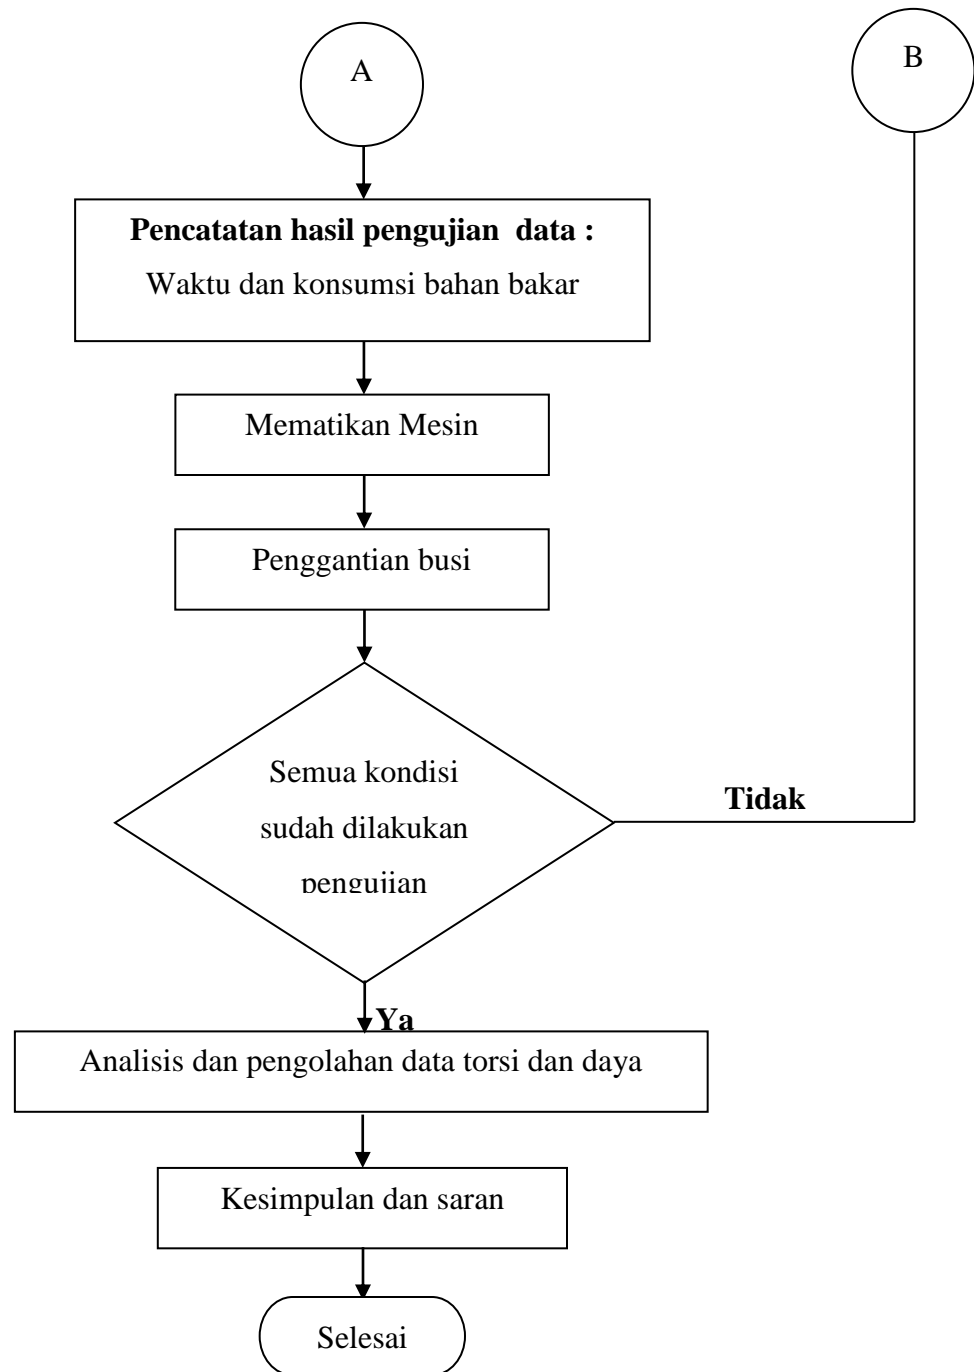 A
B
Pencatatan hasil pengujian data :
Waktu dan konsumsi bahan bakar
Mematikan Mesin
Penggantian busi
Semua kondisi
sudah dilakukan
pengujian
Tidak
Ya
Analisis dan pengolahan data torsi dan daya
Kesimpulan dan saran
Selesai